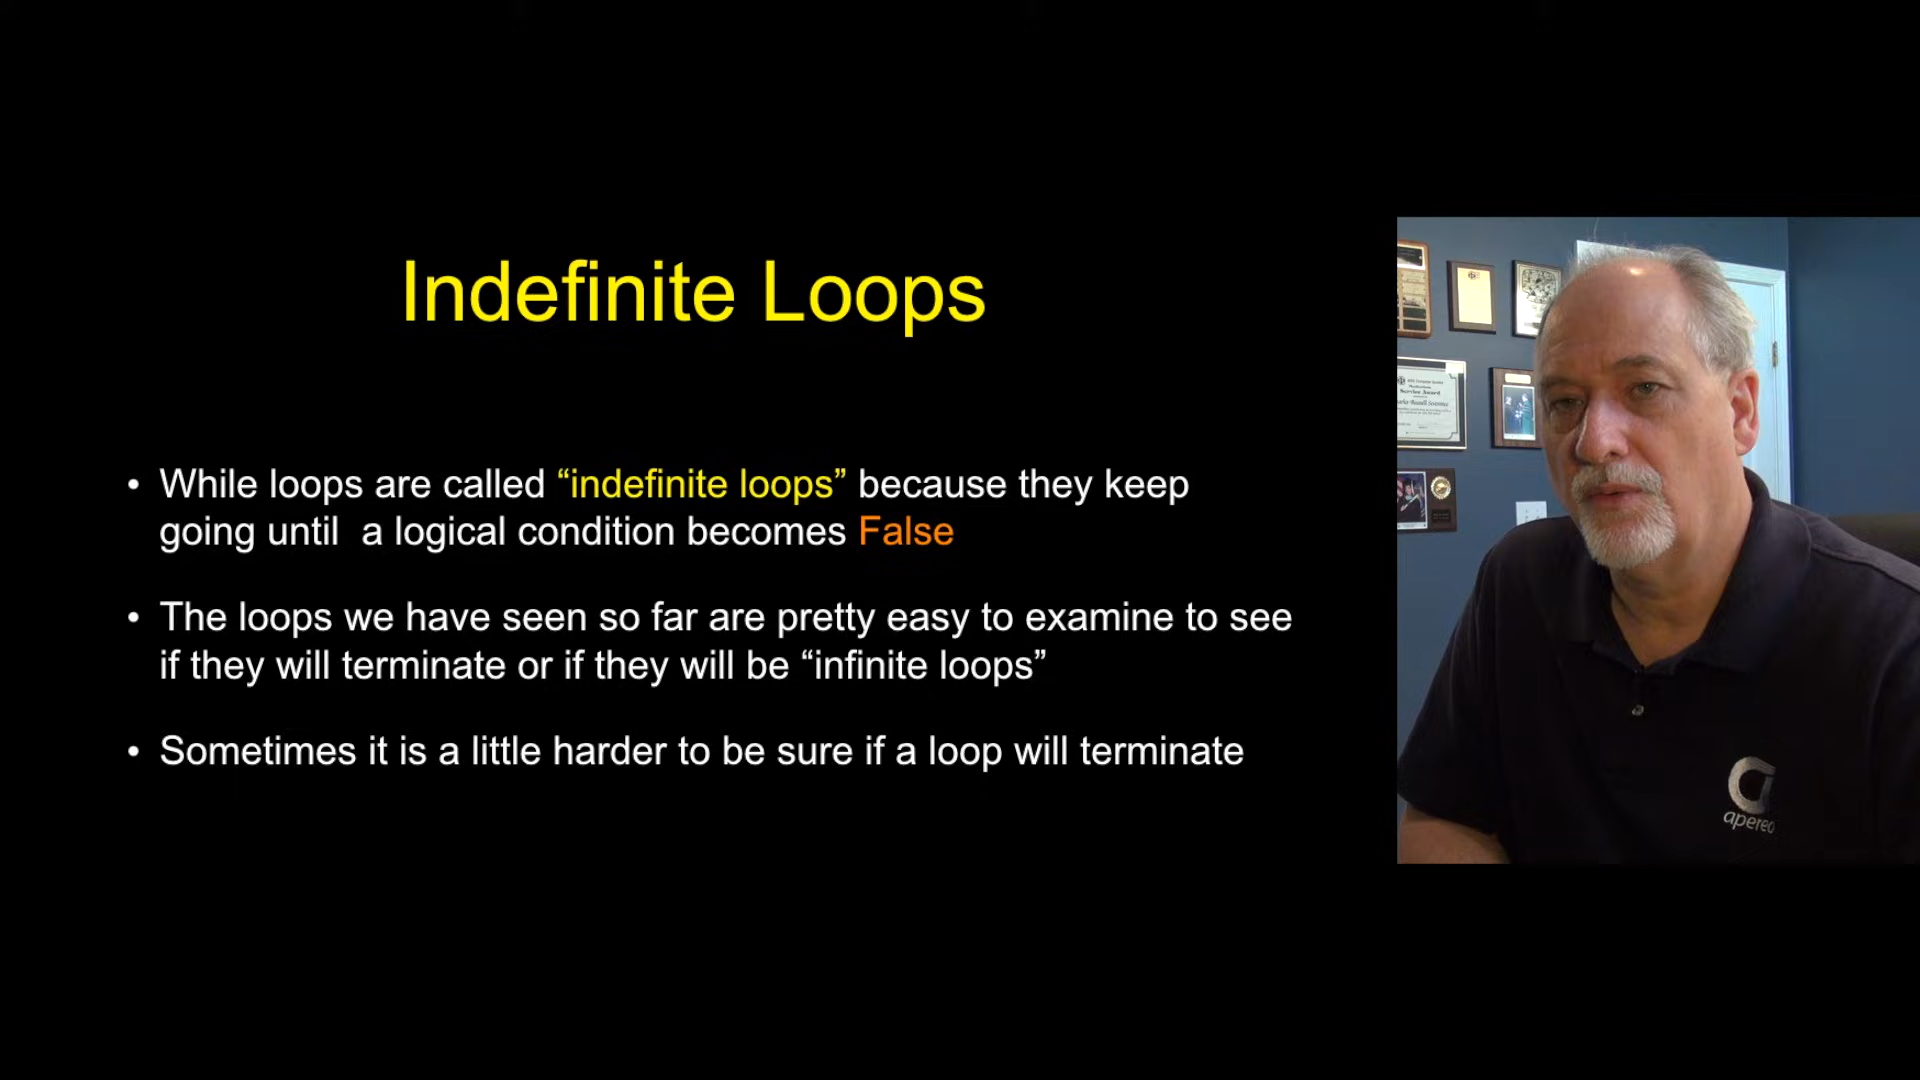 Indefinite Loops
• While loops are called “indefinite loops” because they keep
going until  a logical condition becomes False
• The loops we have seen so far are pretty easy to examine to see
if they will terminate or if they will be “infinite loops”
• Sometimes it is a little harder to be sure if a loop will terminate
Service Award
apereo